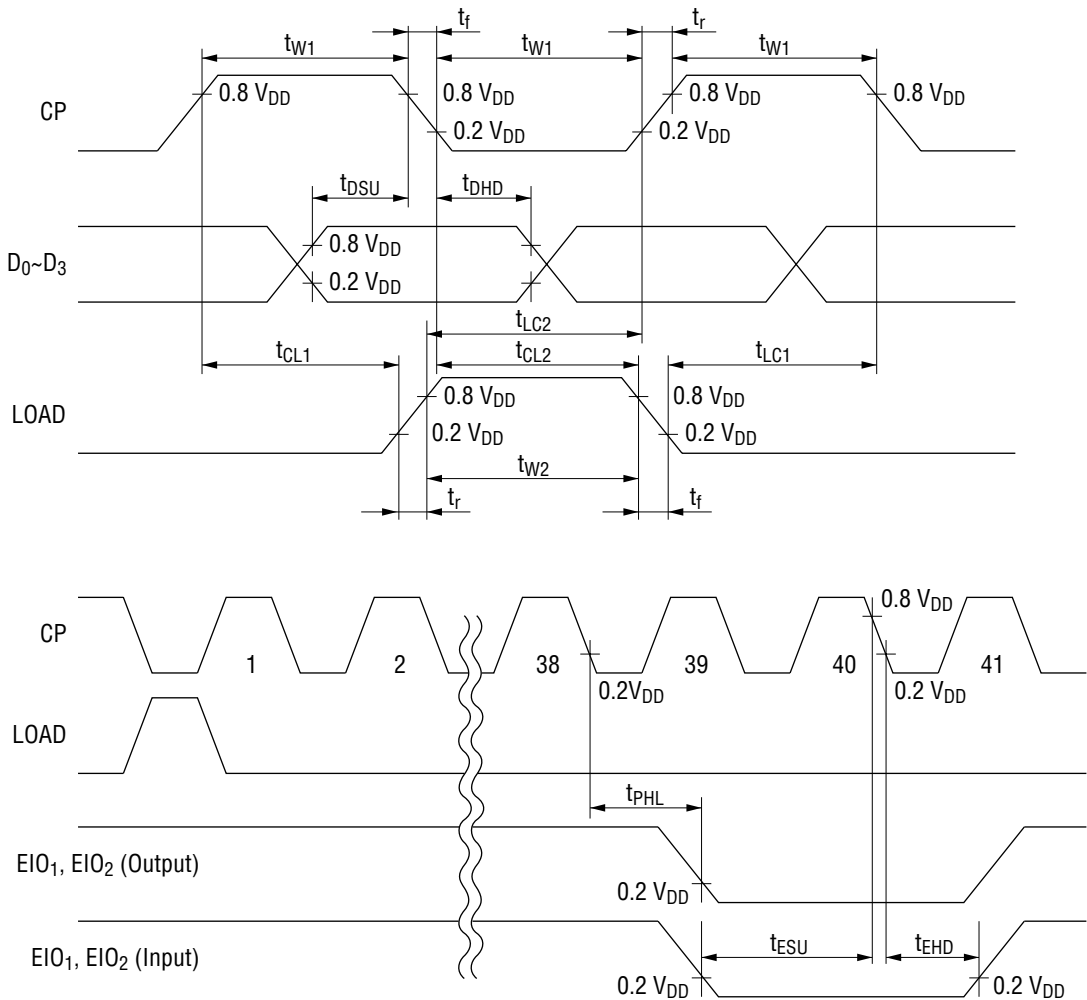 tf tr
tW1 tW1 tW1
CP 0.8 VDD 0.8 VDD 0.8 VDD 0.8 VDD
0.2 VDD 0.2 VDD
tDSU tDHD
D0~D3 0.8 VDD
0.2 VDD
tLC2
tCL1 tCL2 tLC1
LOAD 0.8 VDD 0.8 VDD
0.2 VDD 0.2 VDD
tW2
tr tf
CP 0.8 VDD
1 2 38 39 40 41
0.2VDD 0.2 VDD
LOAD
tPHL
EIO1, EIO2 (Output)
0.2 VDD
tESU tEHD
EIO1, EIO2 (Input)
0.2 VDD 0.2 VDD